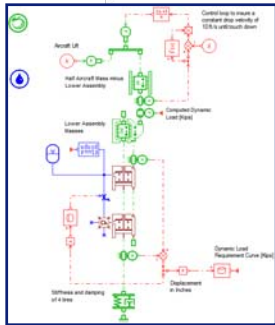 Control loop to insure a
constant drop velocity of
10 ft/s until touch down
Aircraft Lift
Half Aircraft Mass minus
Lower Assembly
Computed Dynamic
Load [Kips]
Lower Assembly
Masses
Dynamic Load
Requirement Curve [Kips]
Displacement
in Inches
Stiffness and damping
of 4 tires